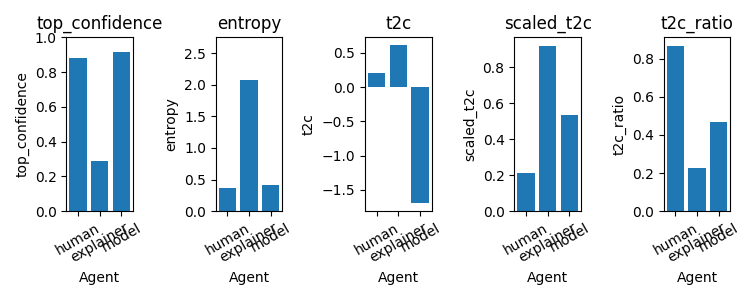 top_confidence
top_confidence
1.0
0.8
0.6
0.4
0.2
0.0
human
explainer
model
Agent
entropy
entropy
2.5
2.0
1.5
1.0
0.5
0.0
human
explainer
model
Agent
t2c
t2c
0.5
0.0
−0.5
−1.0
−1.5
human
explainer
model
Agent
scaled_t2c
scaled_t2c
0.8
0.6
0.4
0.2
0.0
human
explainer
model
Agent
t2c_ratio
t2c_ratio
0.8
0.6
0.4
0.2
0.0
human
explainer
model
Agent